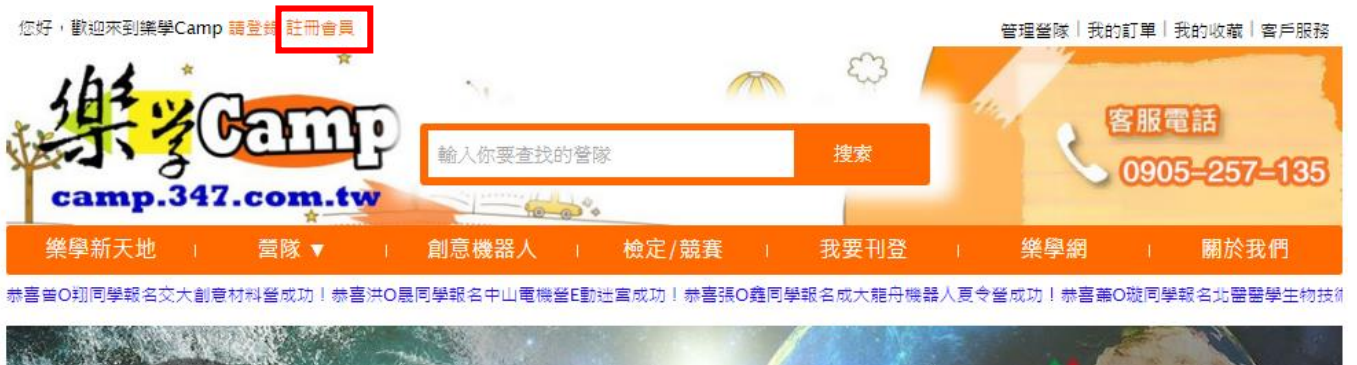 您好，歡迎來到樂學Camp 請登錄 註冊會員
管理營隊 | 我的訂單 | 我的收藏 | 客戶服務
樂学Camp
camp.347.com.tw
輸入你要查找的營隊 搜索
客服電話
0905-257-135
樂學新天地 | 營隊 ▼ | 創意機器人 | 檢定/競賽 | 我要刊登 | 樂學網 | 關於我們
恭喜曾O翔同學報名交大創意材料營成功！恭喜洪O晟同學報名中山電機營E動迷宮成功！恭喜張O鑫同學報名成大龍舟機器人夏令營成功！恭喜蕭O璇同學報名北醫醫學生物技術